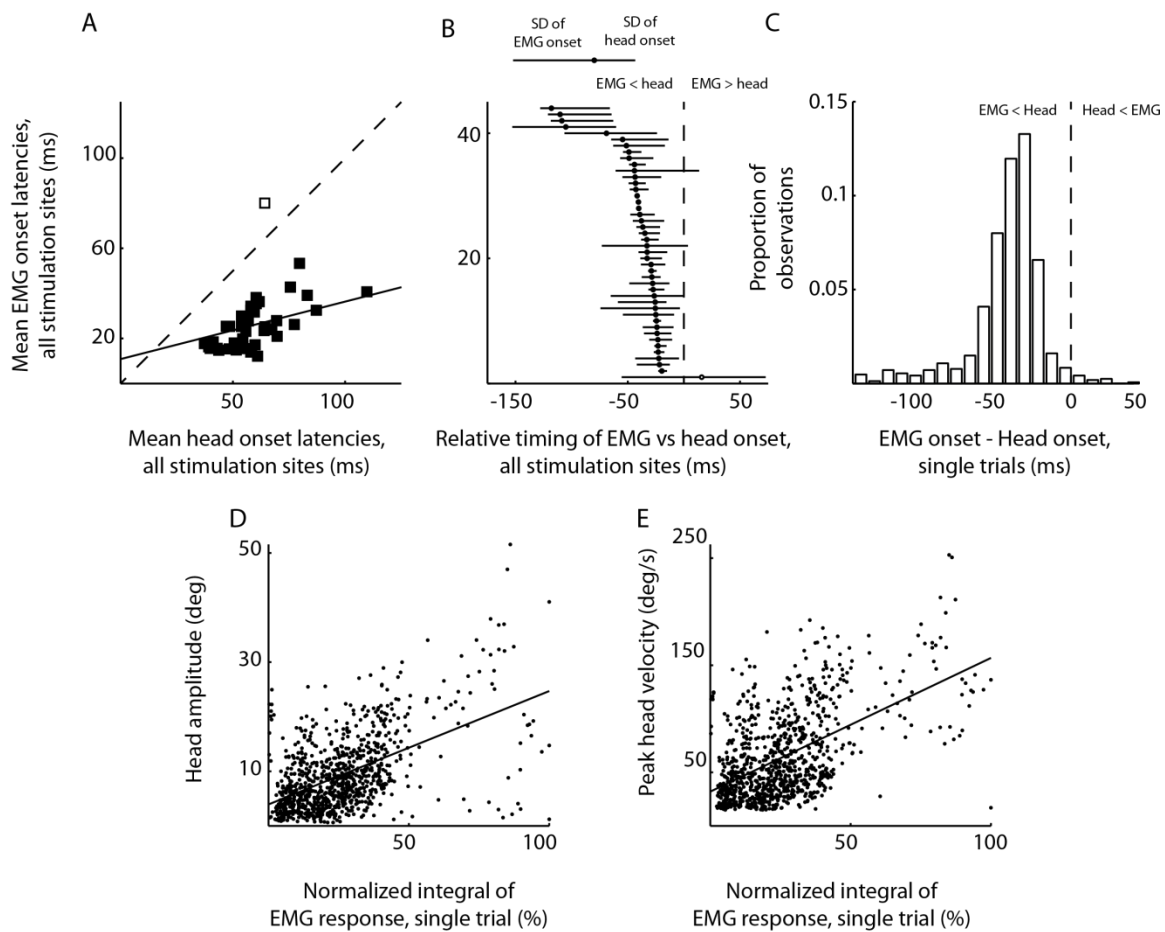 A
B
C
SD of
EMG onset
SD of
head onset
EMG < head
EMG > head
EMG < Head
Head < EMG
Mean EMG onset latencies,
all stimulation sites (ms)
100
60
20
50
100
Mean head onset latencies,
all stimulation sites (ms)
40
20
-150
-50
50
Relative timing of EMG vs head onset,
all stimulation sites (ms)
Proportion of
observations
0.15
0.1
0.05
-100
-50
0
50
EMG onset - Head onset,
single trials (ms)
D
E
Head amplitude (deg)
50
30
10
50
100
Normalized integral of
EMG response, single trial (%)
Peak head velocity (deg/s)
250
150
50
50
100
Normalized integral of
EMG response, single trial (%)